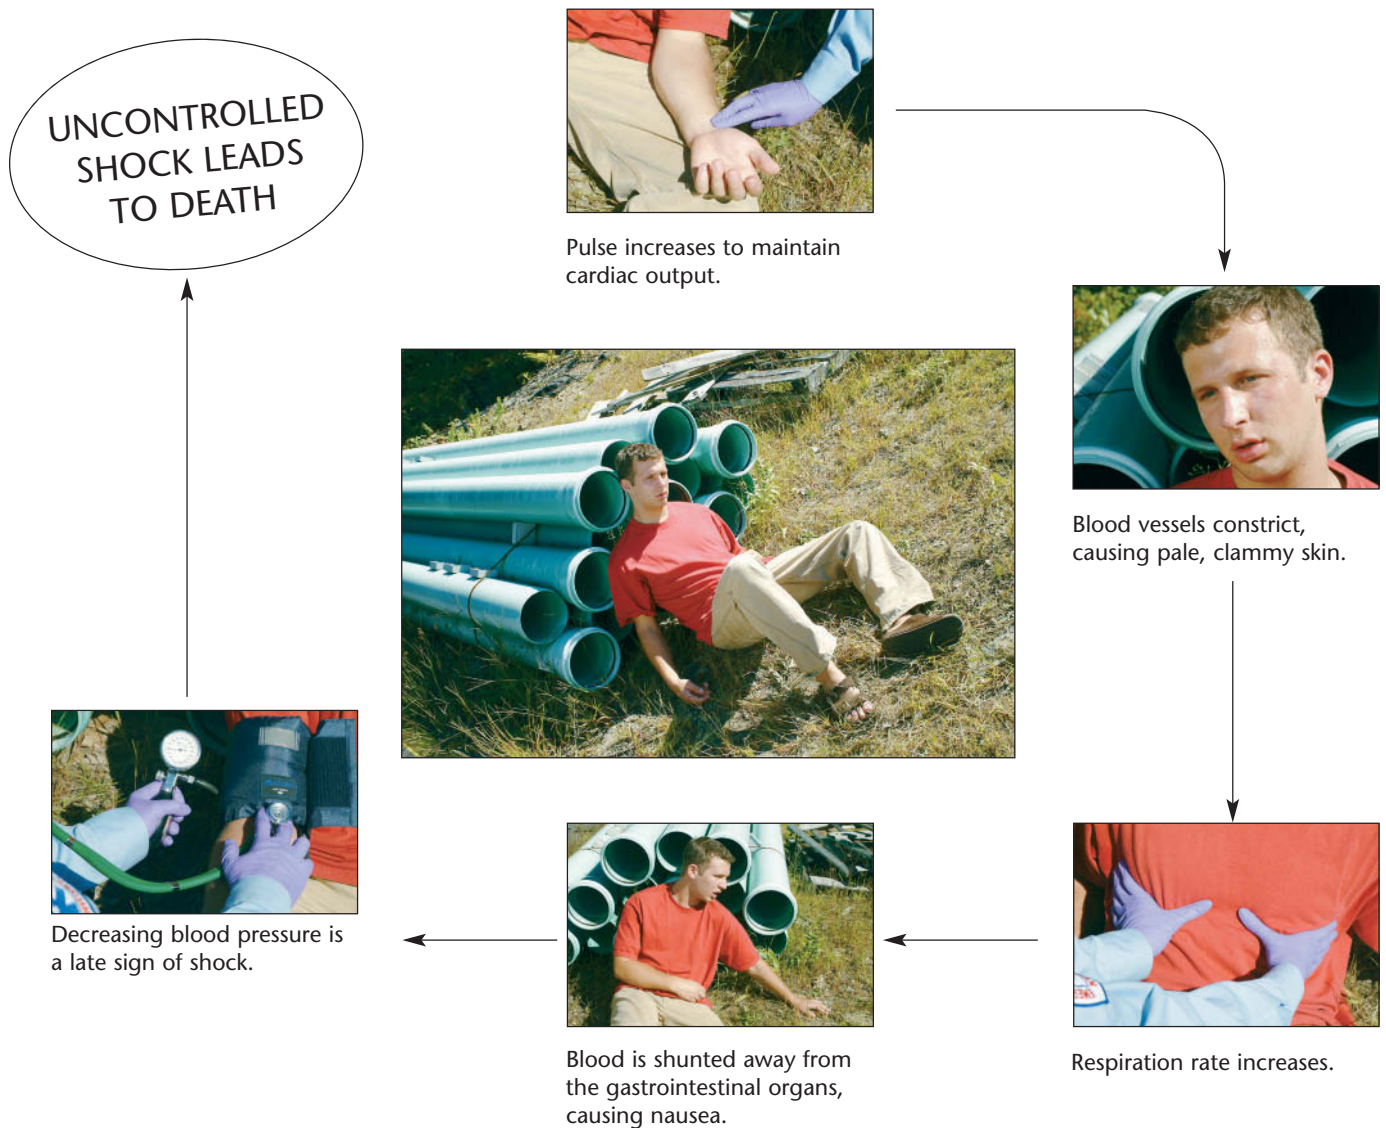 UNCONTROLLED
SHOCK LEADS
TO DEATH
Pulse increases to maintain
cardiac output.
Blood vessels constrict,
causing pale, clammy skin.
Respiration rate increases.
Blood is shunted away from
the gastrointestinal organs,
causing nausea.
Decreasing blood pressure is
a late sign of shock.